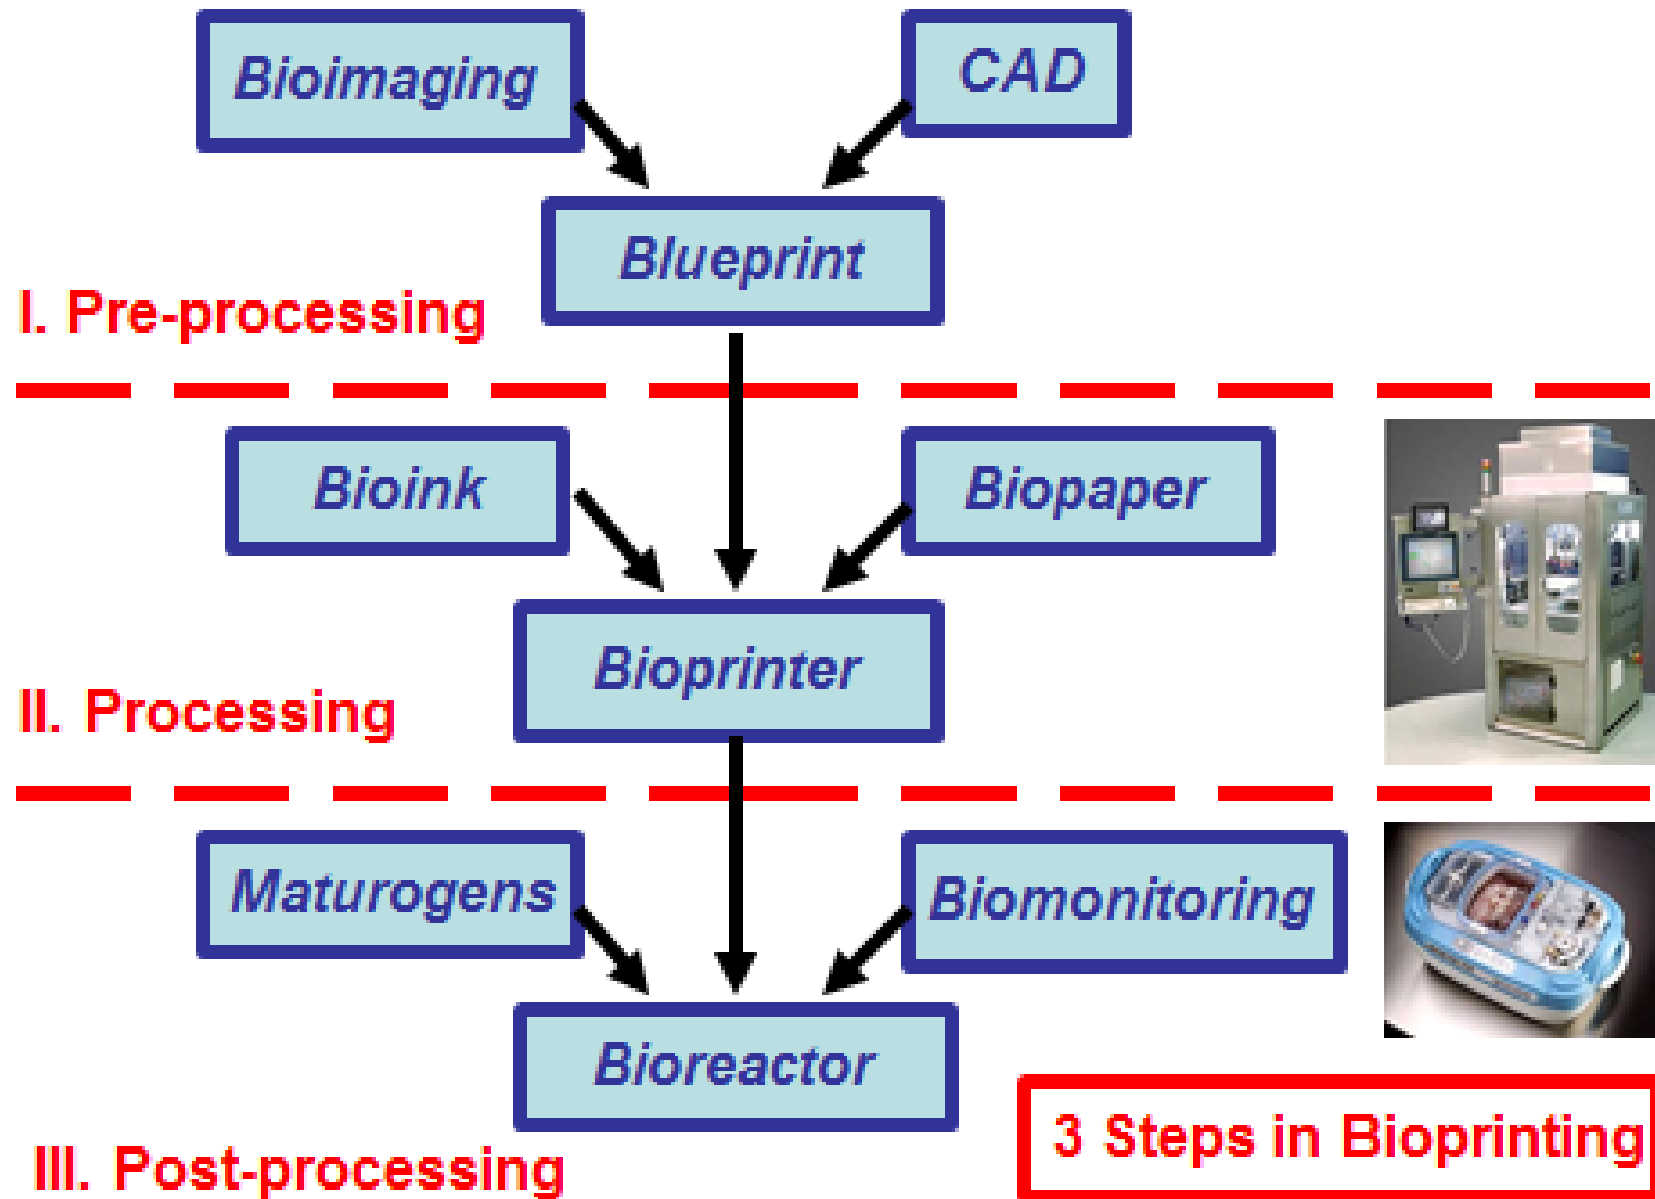 Bioimaging
CAD
Blueprint
I. Pre-processing
Bioink
Biopaper
Bioprinter
II. Processing
Maturogens
Biomonitoring
Bioreactor
3 Steps in Bioprinting
III. Post-processing